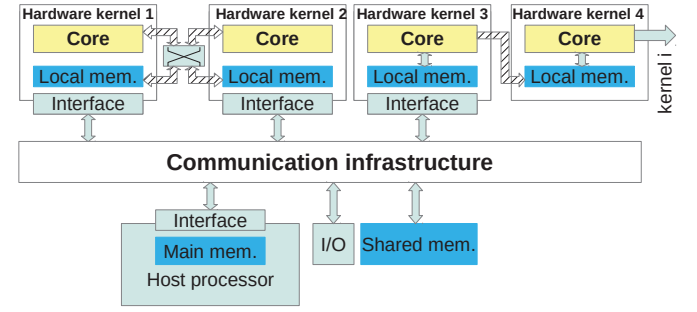 Hardware kernel 1
Hardware kernel 2
Hardware kernel 3
Hardware kernel 4
Core
Core
Core
Core
Local mem.
Local mem.
Local mem.
Local mem.
kernel i
Interface
Interface
Interface
Communication infrastructure
Interface
Main mem.
Host processor
I/O
Shared mem.